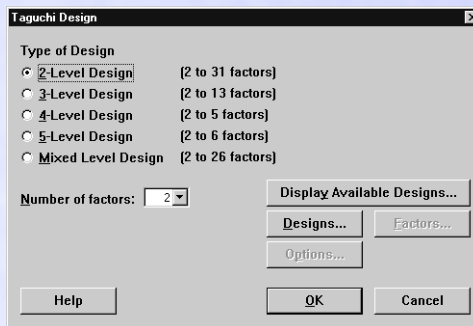 Taguchi Design
Type of Design
2-Level Design (2 to 31 factors)
3-Level Design (2 to 13 factors)
4-Level Design (2 to 5 factors)
5-Level Design (2 to 6 factors)
Mixed Level Design (2 to 26 factors)
Number of factors: 2
Display Available Designs...
Designs... Factors...
Options...
Help OK Cancel